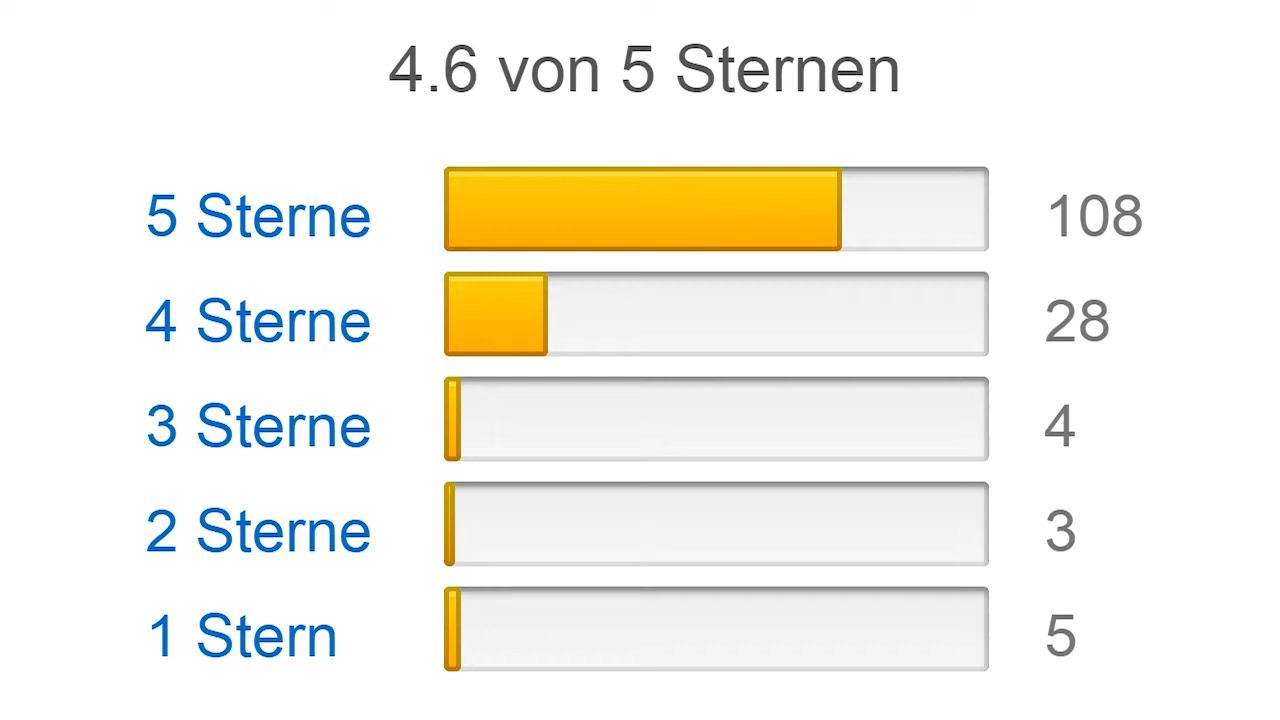 4.6 von 5 Sternen
5 Sterne 108
4 Sterne 28
3 Sterne 4
2 Sterne 3
1 Stern 5